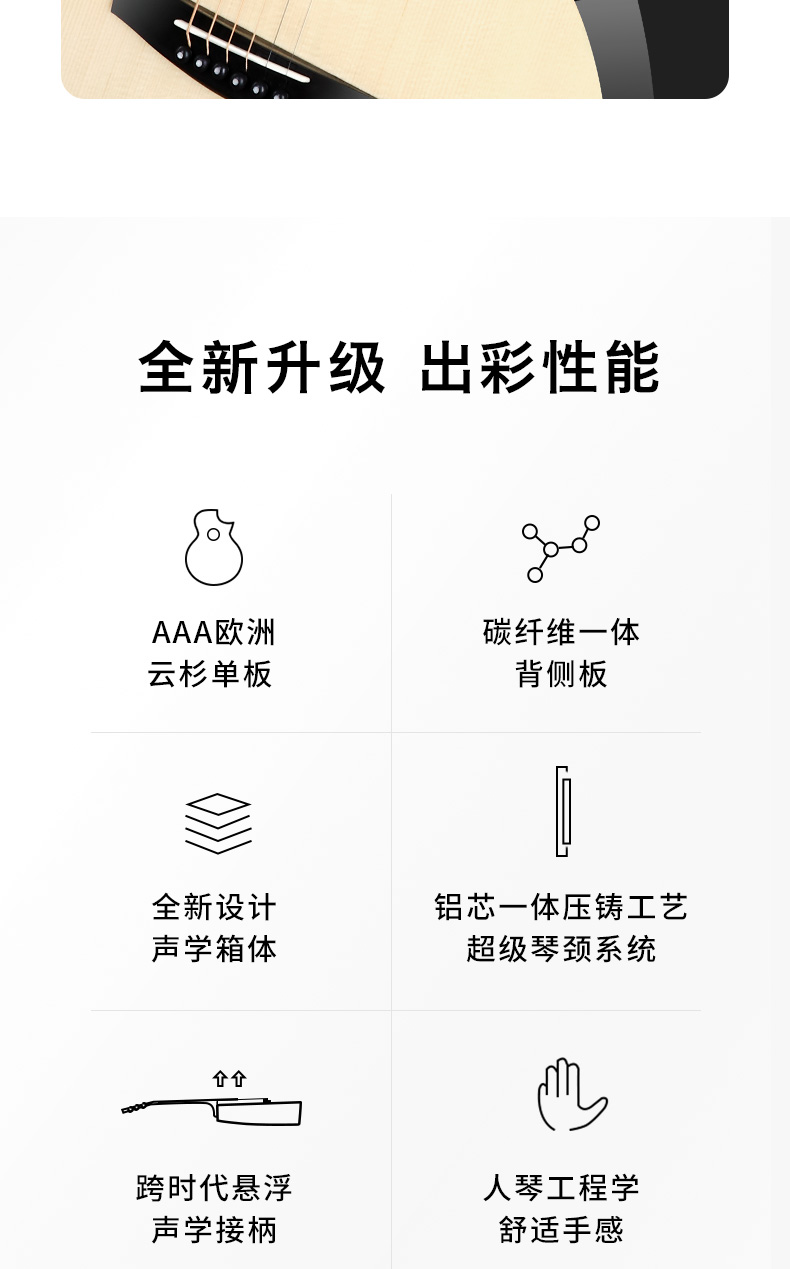 全新升级 出彩性能
AAA欧洲
云杉单板
碳纤维一体
背侧板
全新设计
声学箱体
铝芯一体压铸工艺
超级琴颈系统
跨时代悬浮
声学接柄
人琴工程学
舒适手感